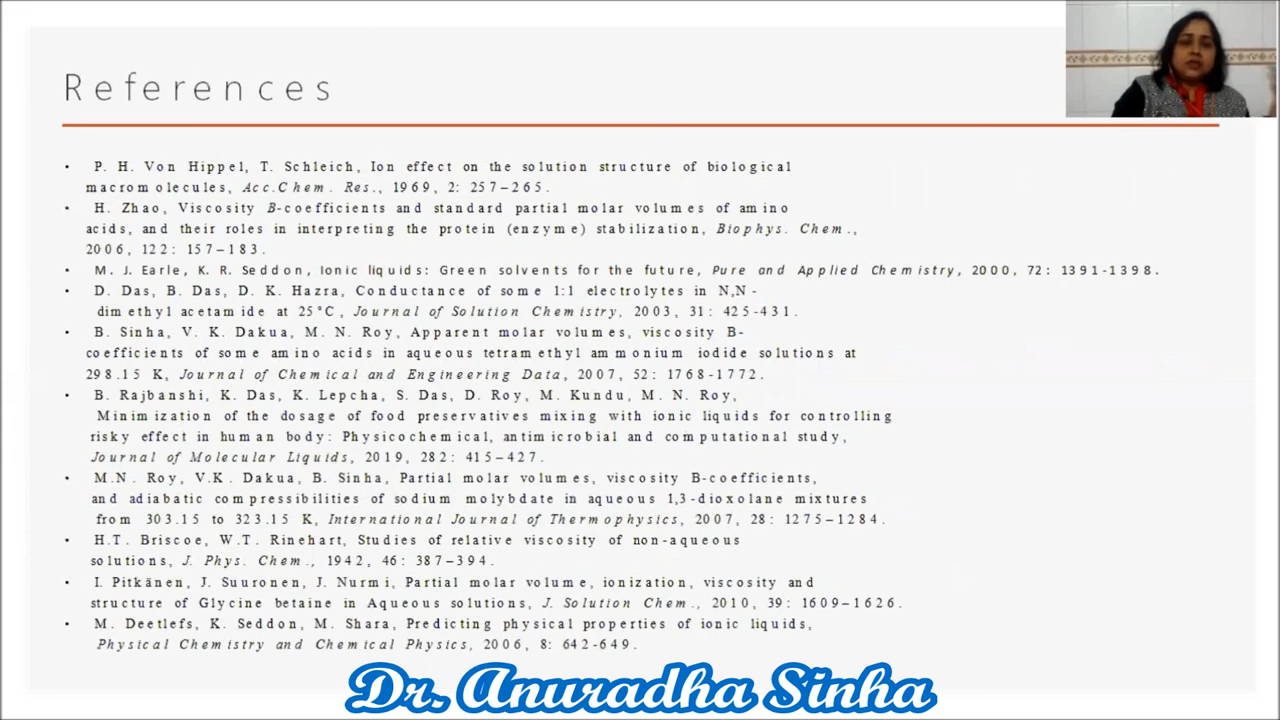 References
• P. H. Von Hippel, T. Schleich, Ion effect on the solution structure of biological
macromolecules, Acc.Chem. Res., 1969, 2: 257–265.
• H. Zhao, Viscosity B-coefficients and standard partial molar volumes of amino
acids, and their roles in interpreting the protein (enzyme) stabilization, Biophys. Chem.,
2006, 122: 157–183.
• M. J. Earle, K. R. Seddon, Ionic liquids: Green solvents for the future, Pure and Applied Chemistry, 2000, 72: 1391-1398.
• D. Das, B. Das, D. K. Hazra, Conductance of some 1:1 electrolytes in N,N-
dimethyl acetamide at 25°C, Journal of Solution Chemistry, 2003, 31: 425-431.
• B. Sinha, V. K. Dakua, M. N. Roy, Apparent molar volumes, viscosity B-
coefficients of some amino acids in aqueous tetramethyl ammonium iodide solutions at
298.15 K, Journal of Chemical and Engineering Data, 2007, 52: 1768-1772.
• B. Rajbanshi, K. Das, K. Lepcha, S. Das, D. Roy, M. Kundu, M. N. Roy,
Minimization of the dosage of food preservatives mixing with ionic liquids for controlling
risky effect in human body: Physicochemical, antimicrobial and computational study,
Journal of Molecular Liquids, 2019, 282: 415–427.
• M.N. Roy, V.K. Dakua, B. Sinha, Partial molar volumes, viscosity B-coefficients,
and adiabatic compressibilities of sodium molybdate in aqueous 1,3-dioxolane mixtures
from 303.15 to 323.15 K, International Journal of Thermophysics, 2007, 28: 1275–1284.
• H.T. Briscoe, W.T. Rinehart, Studies of relative viscosity of non-aqueous
solutions, J. Phys. Chem., 1942, 46: 387–394.
• I. Pitkänen, J. Suuronen, J. Nurmi, Partial molar volume, ionization, viscosity and
structure of Glycine betaine in Aqueous solutions, J. Solution Chem., 2010, 39: 1609–1626.
• M. Deetlefs, K. Seddon, M. Shara, Predicting physical properties of ionic liquids,
Physical Chemistry and Chemical Physics, 2006, 8: 642-649.
Dr. Anuradha Sinha